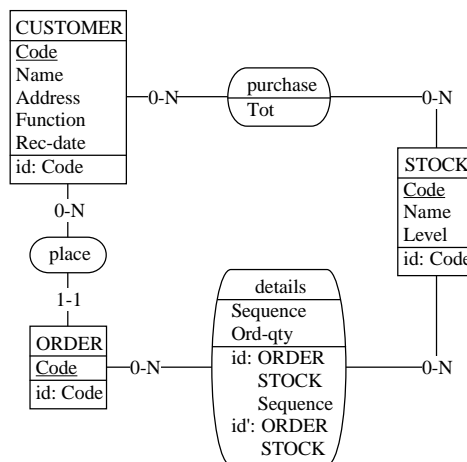 CUSTOMER
Code
Name
Address
Function
Rec-date
id: Code
0-N
purchase
Tot
0-N
STOCK
Code
Name
Level
id: Code
0-N
place
1-1
ORDER
Code
id: Code
0-N
details
Sequence
Ord-qty
id: ORDER
STOCK
Sequence
id': ORDER
STOCK
0-N